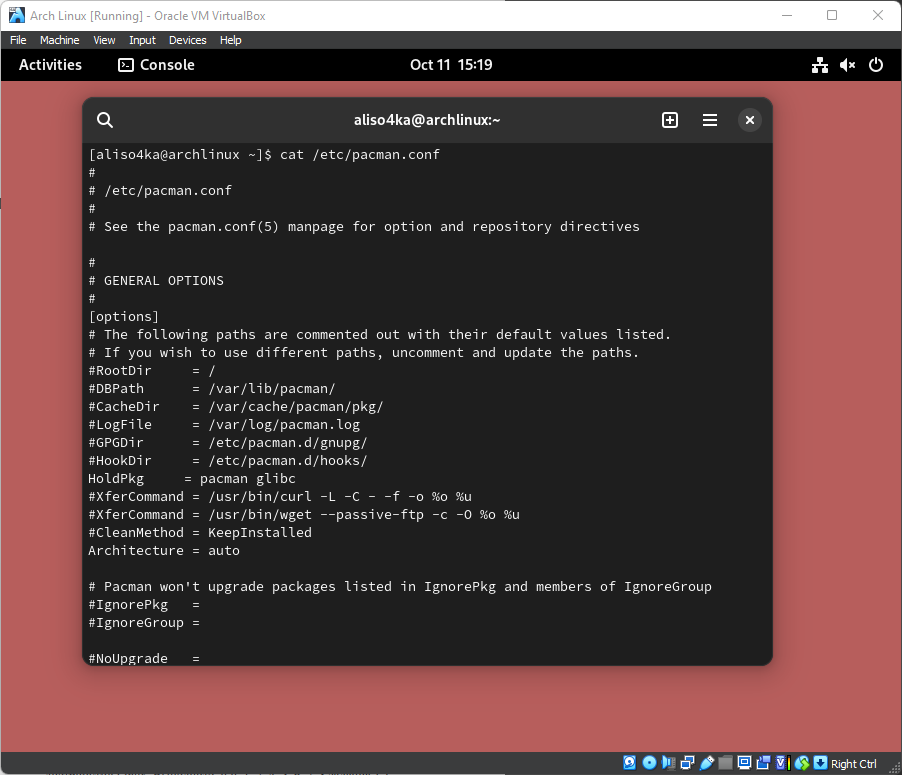 Arch Linux [Running] - Oracle VM VirtualBox
File Machine View Input Devices Help
Activities Console Oct 11 15:19
aliso4ka@archlinux:~
[aliso4ka@archlinux ~]$ cat /etc/pacman.conf
#
# /etc/pacman.conf
#
# See the pacman.conf(5) manpage for option and repository directives
#
# GENERAL OPTIONS
#
[options]
# The following paths are commented out with their default values listed.
# If you wish to use different paths, uncomment and update the paths.
#RootDir     = /
#DBPath      = /var/lib/pacman/
#CacheDir    = /var/cache/pacman/pkg/
#LogFile     = /var/log/pacman.log
#GPGDir      = /etc/pacman.d/gnupg/
#HookDir     = /etc/pacman.d/hooks/
HoldPkg     = pacman glibc
#XferCommand = /usr/bin/curl -L -C - -f -o %o %u
#XferCommand = /usr/bin/wget --passive-ftp -c -O %o %u
#CleanMethod = KeepInstalled
Architecture = auto
# Pacman won't upgrade packages listed in IgnorePkg and members of IgnoreGroup
#IgnorePkg   =
#IgnoreGroup =
#NoUpgrade   =
Right Ctrl